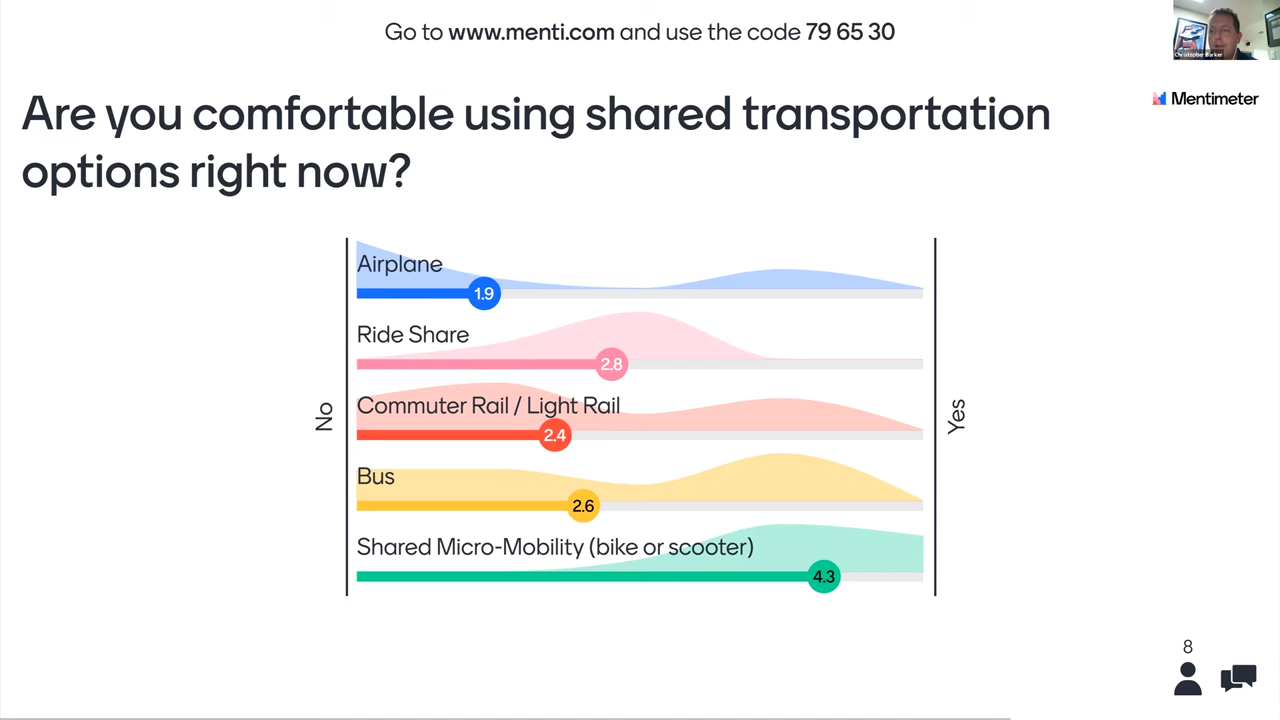 Go to www.menti.com and use the code 79 65 30
Christopher Barker
Mentimeter
Are you comfortable using shared transportation
options right now?
No
Yes
Airplane
1.9
Ride Share
2.8
Commuter Rail / Light Rail
2.4
Bus
2.6
Shared Micro-Mobility (bike or scooter)
4.3
8